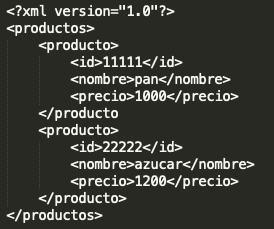 <?xml version="1.0"?>
<productos>
    <producto>
        <id>11111</id>
        <nombre>pan</nombre>
        <precio>1000</precio>
    </producto
    <producto>
        <id>22222</id>
        <nombre>azucar</nombre>
        <precio>1200</precio>
    </producto>
</productos>